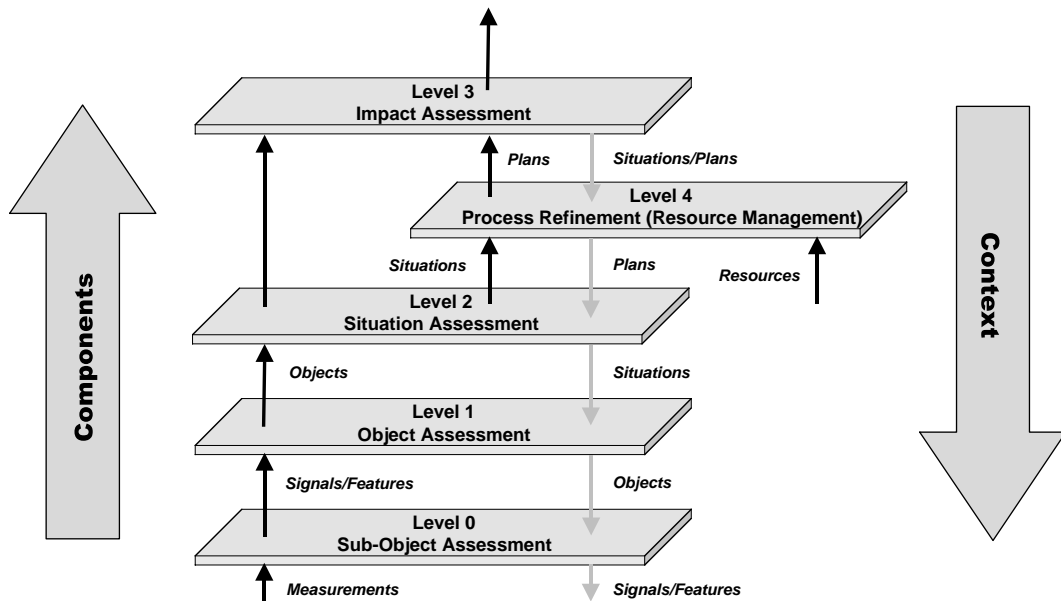 Level 3
Impact Assessment
Plans
Situations/Plans
Level 4
Process Refinement (Resource Management)
Situations
Plans
Resources
Level 2
Situation Assessment
Objects
Situations
Level 1
Object Assessment
Signals/Features
Objects
Level 0
Sub-Object Assessment
Measurements
Signals/Features
Components
Context